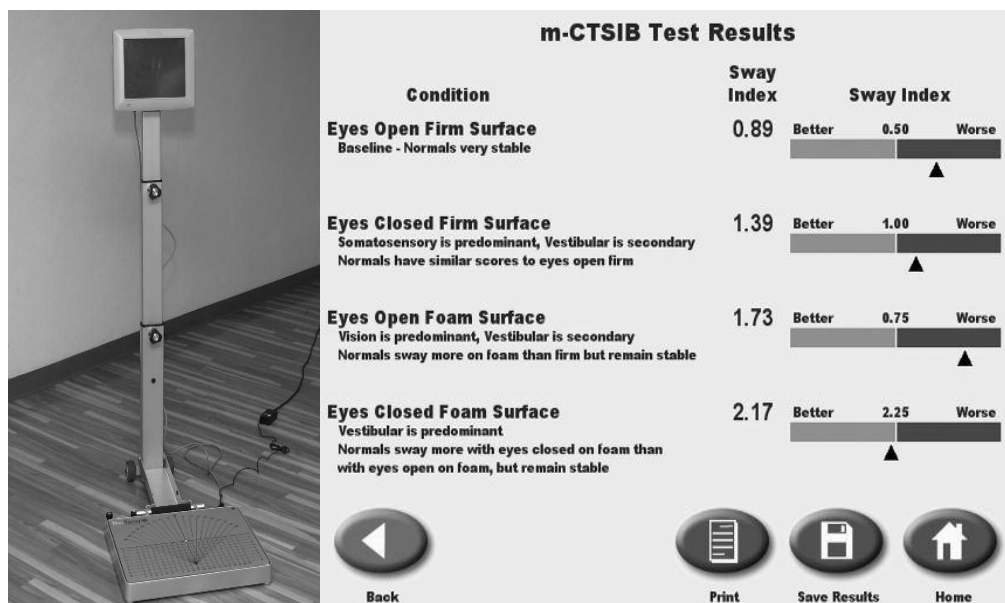 m-CTSIB Test Results
Condition
Sway
Index
Sway Index
Eyes Open Firm Surface
Baseline - Normals very stable
0.89
Better 0.50 Worse
Eyes Closed Firm Surface
Somatosensory is predominant, Vestibular is secondary
Normals have similar scores to eyes open firm
1.39
Better 1.00 Worse
Eyes Open Foam Surface
Vision is predominant, Vestibular is secondary
Normals sway more on foam than firm but remain stable
1.73
Better 0.75 Worse
Eyes Closed Foam Surface
Vestibular is predominant
Normals sway more with eyes closed on foam than
with eyes open on foam, but remain stable
2.17
Better 2.25 Worse
Back
Print
Save Results
Home